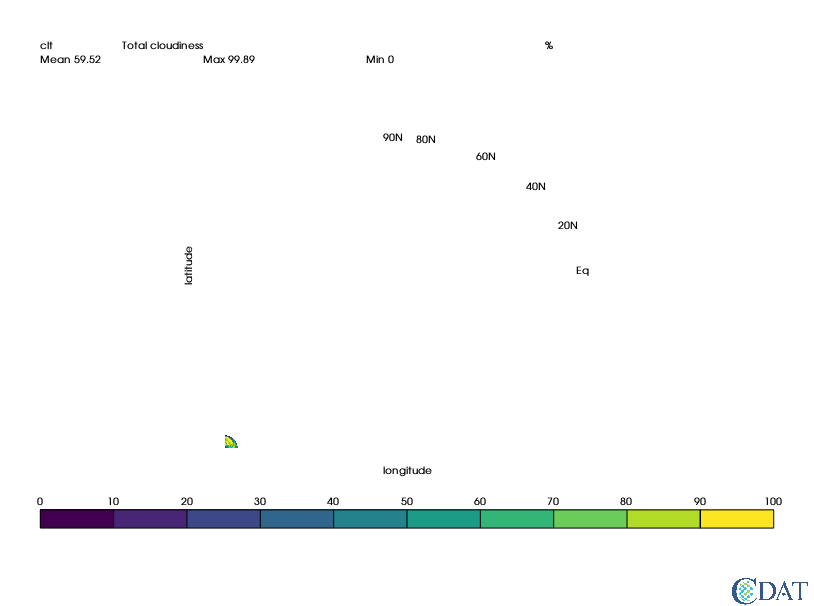 clt Total cloudiness %
Mean 59.52 Max 99.89 Min 0
90N 80N
60N
40N
20N
latitude
Eq
longitude
0 10 20 30 40 50 60 70 80 90 100
CDAT